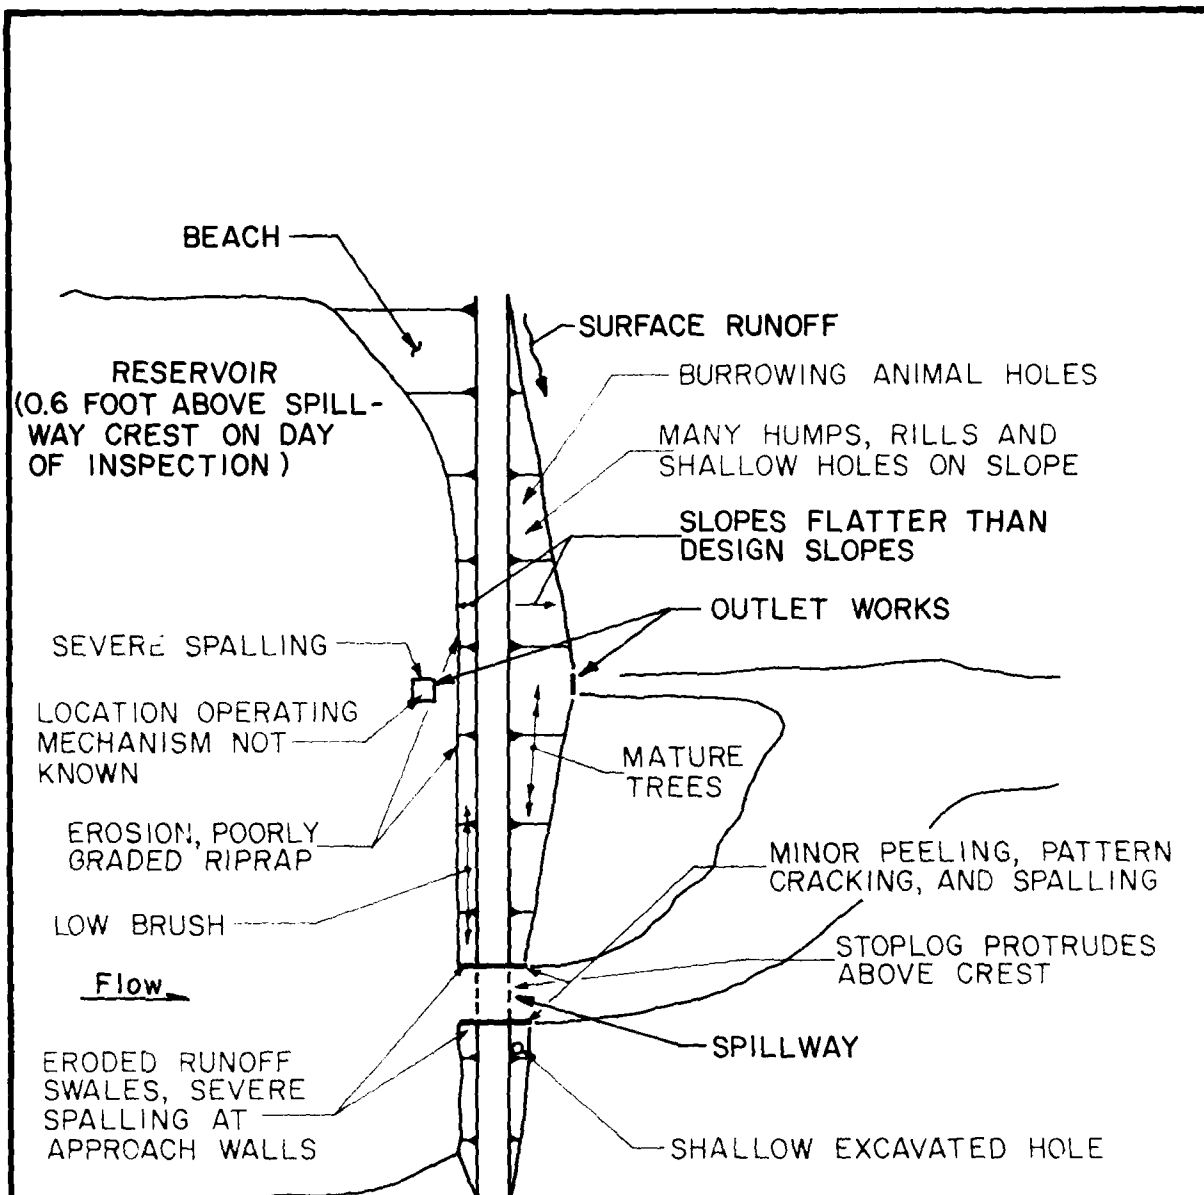 BEACH
SURFACE RUNOFF
RESERVOIR
(0.6 FOOT ABOVE SPILL-
WAY CREST ON DAY
OF INSPECTION)
BURROWING ANIMAL HOLES
MANY HUMPS, RILLS AND
SHALLOW HOLES ON SLOPE
SLOPES FLATTER THAN
DESIGN SLOPES
OUTLET WORKS
SEVERE SPALLING
LOCATION OPERATING
MECHANISM NOT
KNOWN
MATURE
TREES
EROSION, POORLY
GRADED RIPRAP
MINOR PEELING, PATTERN
CRACKING, AND SPALLING
LOW BRUSH
STOPLOG PROTRUDES
ABOVE CREST
Flow
SPILLWAY
ERODED RUNOFF
SWALES, SEVERE
SPALLING AT
APPROACH WALLS
SHALLOW EXCAVATED HOLE